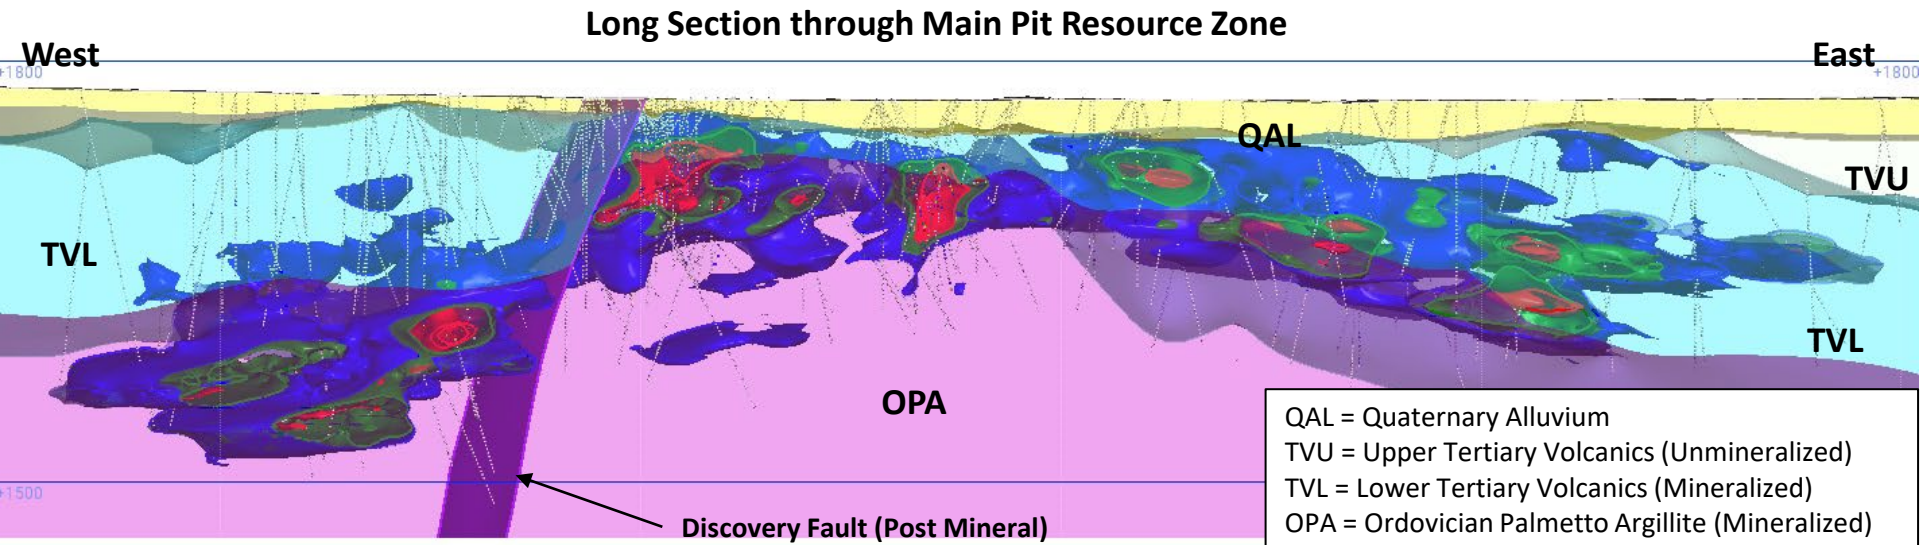 Long Section through Main Pit Resource Zone
West
East
+1800
+1800
QAL
TVU
TVL
TVL
OPA
+1500
Discovery Fault (Post Mineral)
QAL = Quaternary Alluvium
TVU = Upper Tertiary Volcanics (Unmineralized)
TVL = Lower Tertiary Volcanics (Mineralized)
OPA = Ordovician Palmetto Argillite (Mineralized)